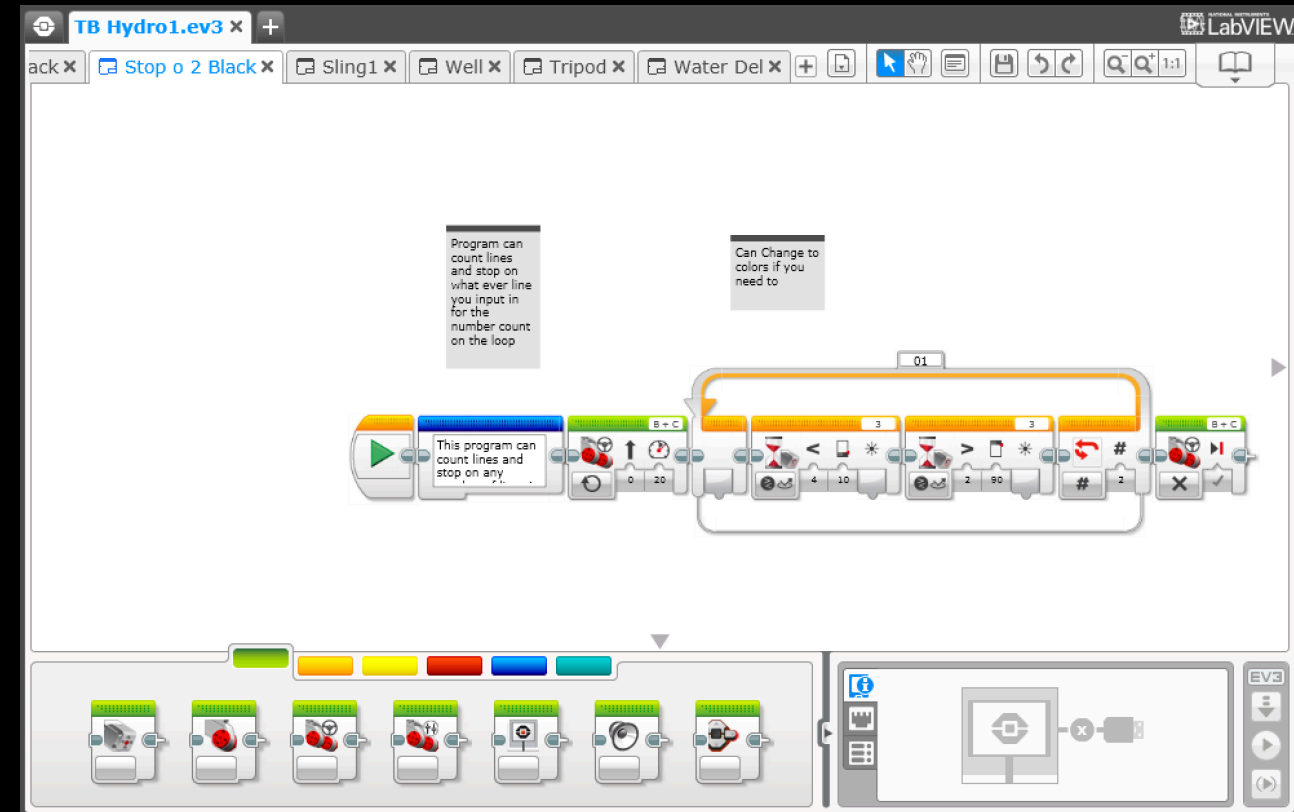 TB Hydro1.ev3
NATIONAL INSTRUMENTS
LabVIEW
ack
Stop o 2 Black
Sling1
Well
Tripod
Water Del
1:1
Program can
count lines
and stop on
what ever line
you input in
for the
number count
on the loop
Can Change to
colors if you
need to
01
This program can
count lines and
stop on any
B + C
0
20
3
<
4
10
3
>
2
90
#
#
2
B + C
EV3